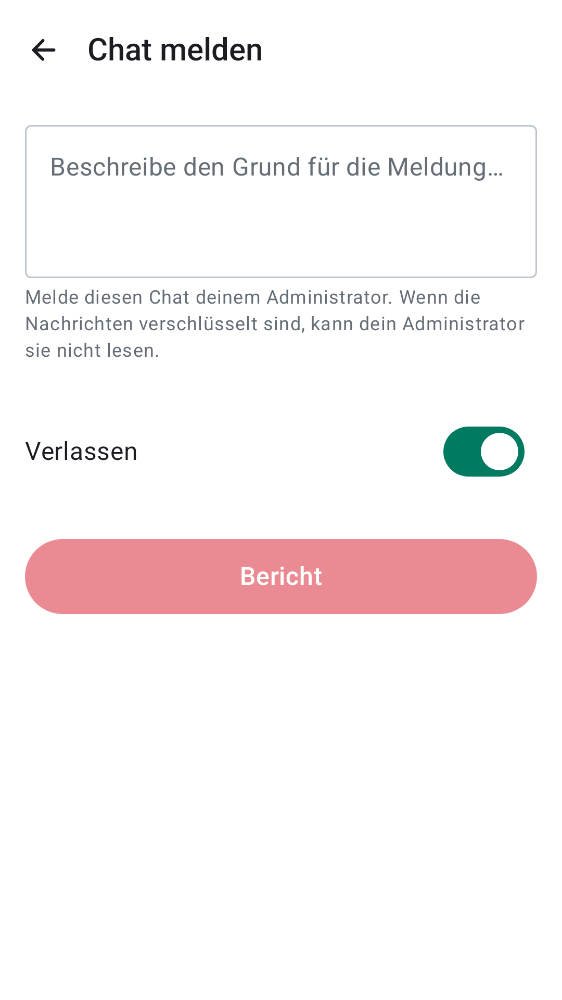 Chat melden
Beschreibe den Grund für die Meldung…
Melde diesen Chat deinem Administrator. Wenn die
Nachrichten verschlüsselt sind, kann dein Administrator
sie nicht lesen.
Verlassen
Bericht